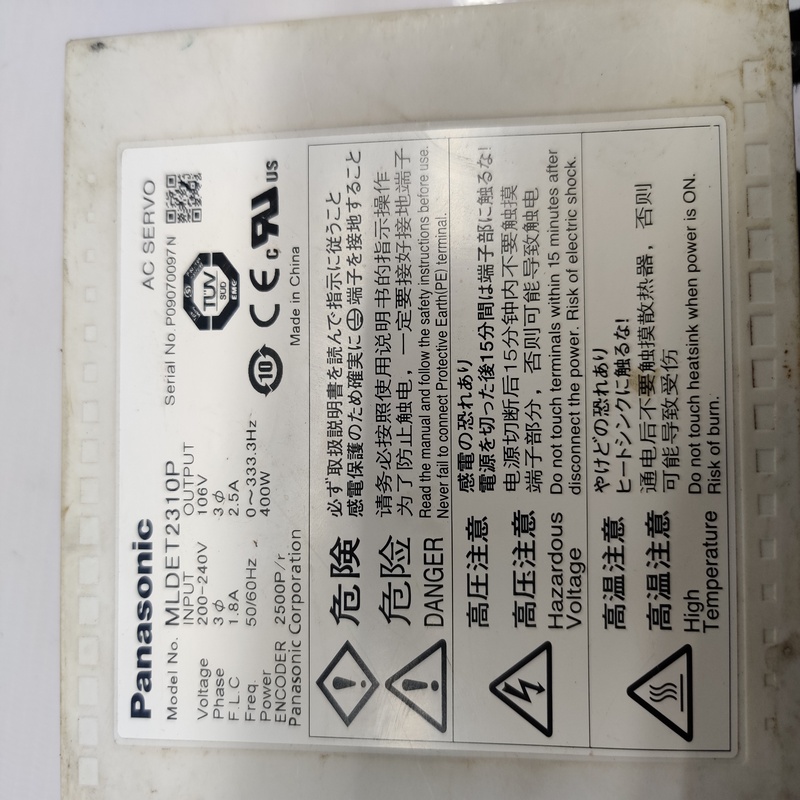 Panasonic AC SERVO
Model No. MLDET2310P Serial No.P09070097N
INPUT OUTPUT
Voltage 200-240V 106V
Phase 3ϕ 3ϕ
F.L.C 1.8A 2.5A
Freq. 50/60Hz 0～333.3Hz
Power 400W
ENCODER 2500P/r
Panasonic Corporation Made in China
TÜV
SÜD
EMC
10
CE
c RU US
危険
必ず取扱説明書を読んで指示に従うこと
感電保護のため確実に端子を接地すること
危险
请务必按照使用说明书的指示操作
为了防止触电，一定要接好接地端子
DANGER
Read the manual and follow the safety instructions before use.
Never fail to connect Protective Earth(PE) terminal.
高圧注意
感電の恐れあり
電源を切った後15分間は端子部に触るな!
高压注意
电源切断后15分钟内不要触摸
端子部分，否则可能导致触电
Hazardous
Voltage
Do not touch terminals within 15 minutes after
disconnect the power. Risk of electric shock.
高温注意
やけどの恐れあり
ヒートシンクに触るな!
高温注意
通电后不要触摸散热器，否则
可能导致受伤
High
Temperature
Do not touch heatsink when power is ON.
Risk of burn.